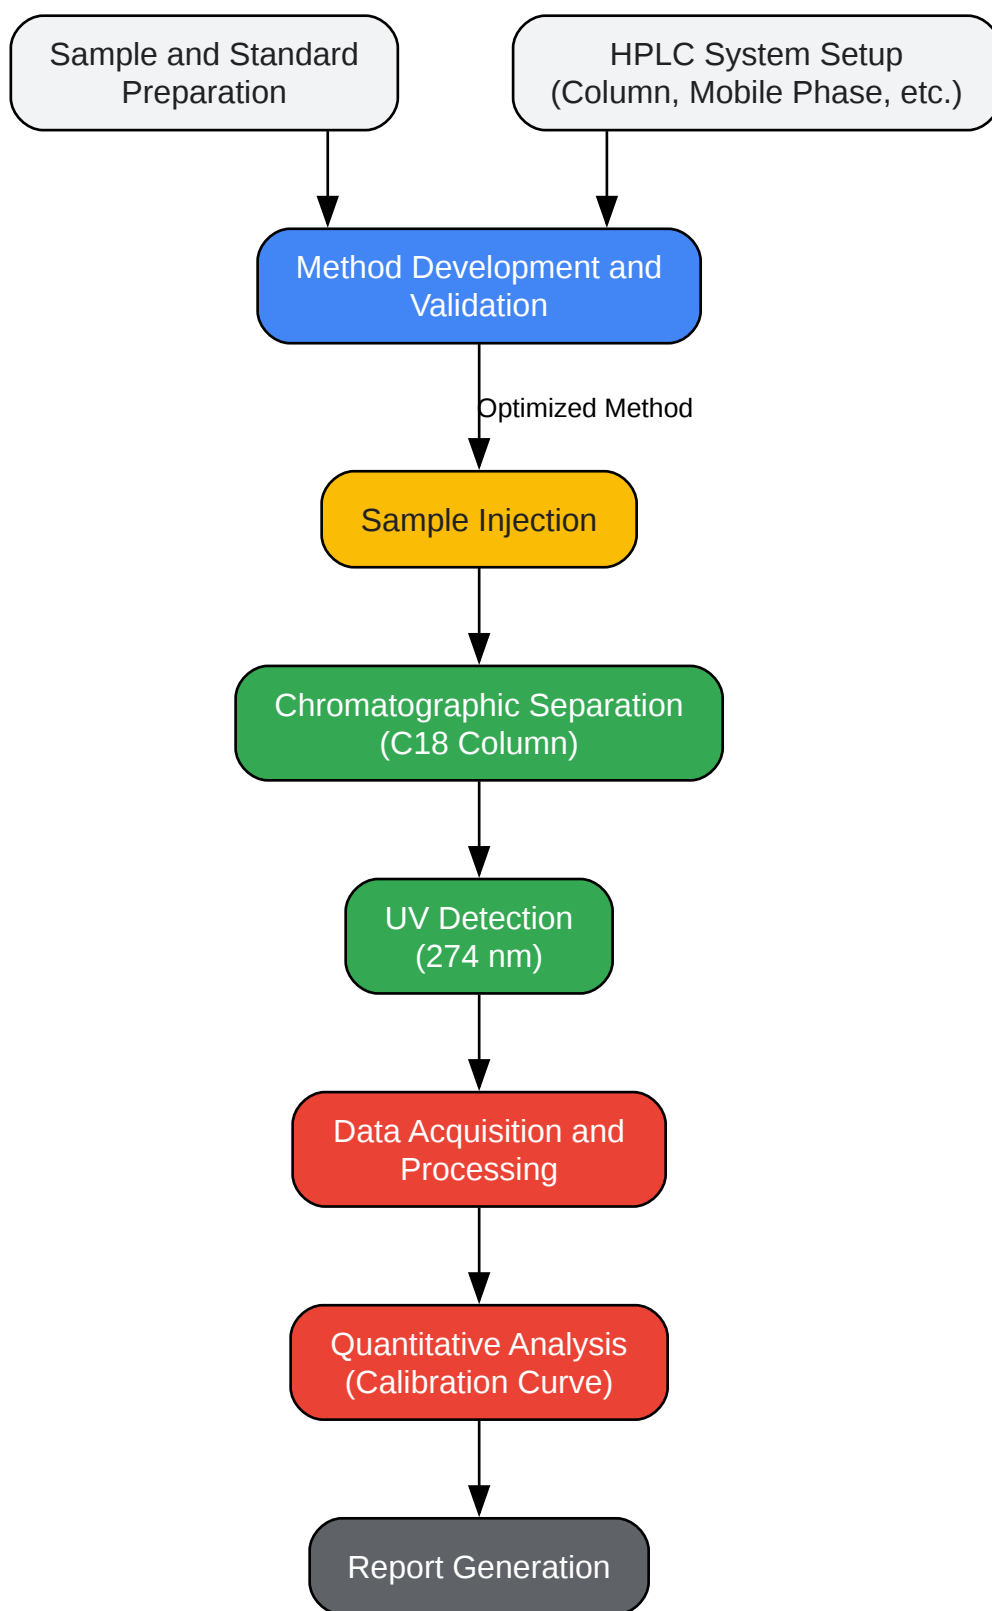 Sample and Standard
Preparation
HPLC System Setup
(Column, Mobile Phase, etc.)
Method Development and
Validation
Optimized Method
Sample Injection
Chromatographic Separation
(C18 Column)
UV Detection
(274 nm)
Data Acquisition and
Processing
Quantitative Analysis
(Calibration Curve)
Report Generation